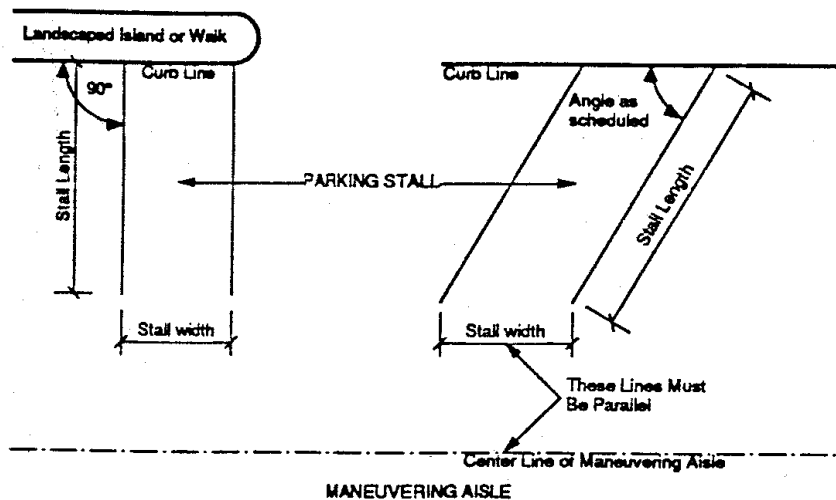 Landscaped Island or Walk
Curb Line
Curb Line
90°
Angle as
scheduled
Stall Length
PARKING STALL
Stall Length
Stall width
Stall width
These Lines Must
Be Parallel
Center Line of Maneuvering Aisle
MANEUVERING AISLE